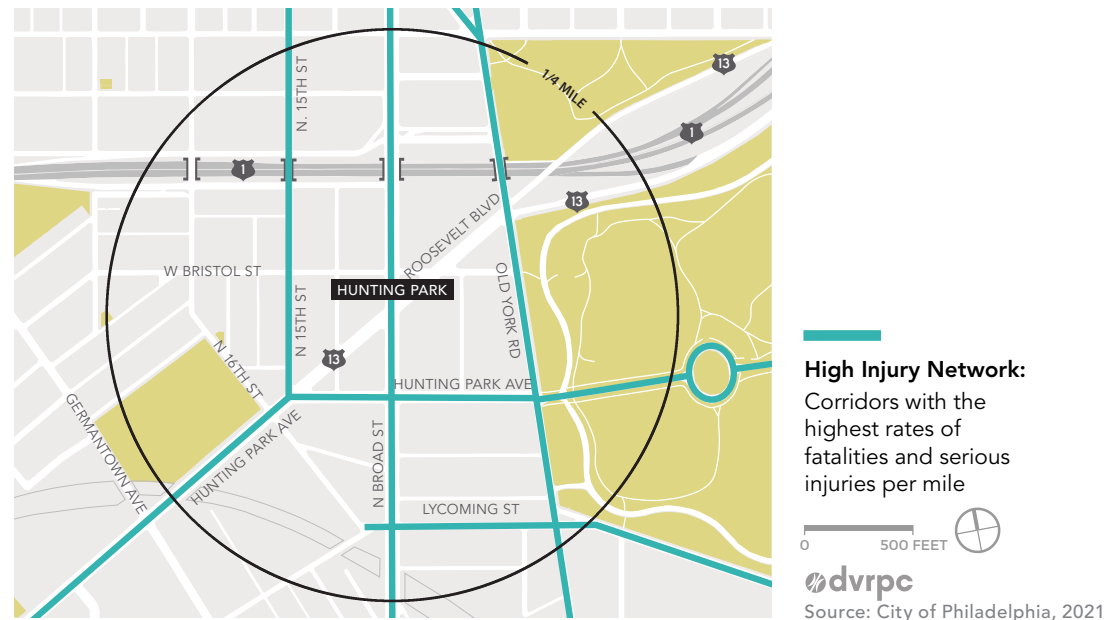 13
1/4 MILE
N. 15TH ST
1
1
13
ROOSEVELT BLVD
W BRISTOL ST
HUNTING PARK
OLD YORK RD
N 15TH ST
13
N 16TH ST
HUNTING PARK AVE
GERMANTOWN AVE
HUNTING PARK AVE
N BROAD ST
LYCOMING ST
High Injury Network:
Corridors with the
highest rates of
fatalities and serious
injuries per mile
0 500 FEET
dvrpc
Source: City of Philadelphia, 2021